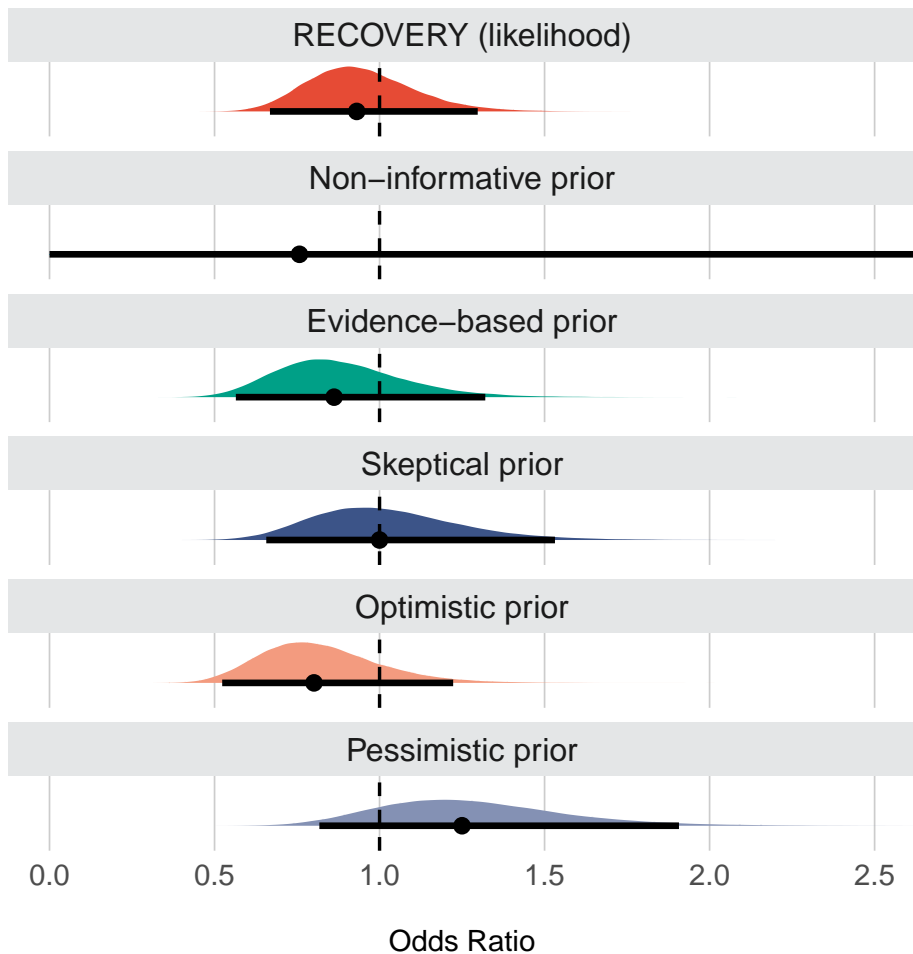 RECOVERY (likelihood)
Non−informative prior
Evidence−based prior
Skeptical prior
Optimistic prior
Pessimistic prior
0.0 0.5 1.0 1.5 2.0 2.5
Odds Ratio